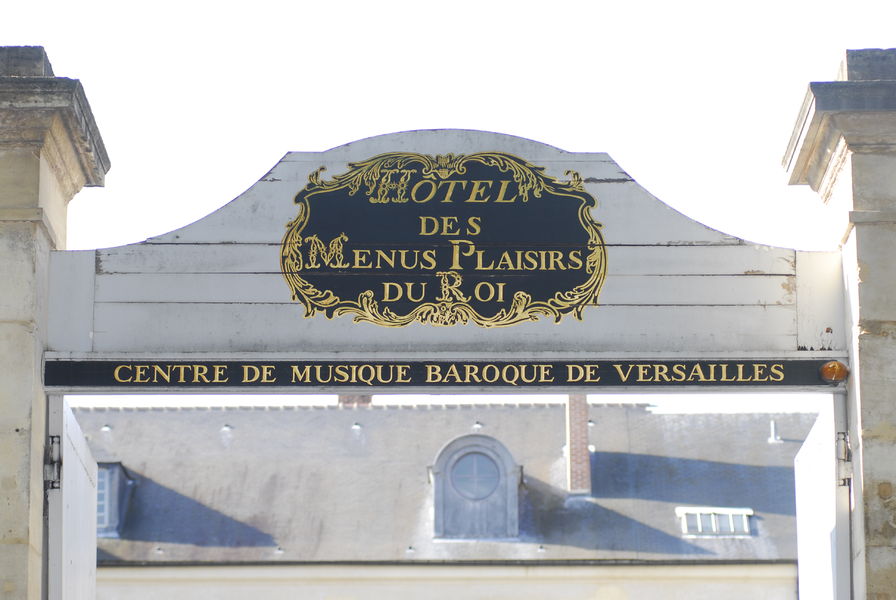 HÔTEL
DES
MENUS PLAISIRS
DU ROI
CENTRE DE MUSIQUE BAROQUE DE VERSAILLES